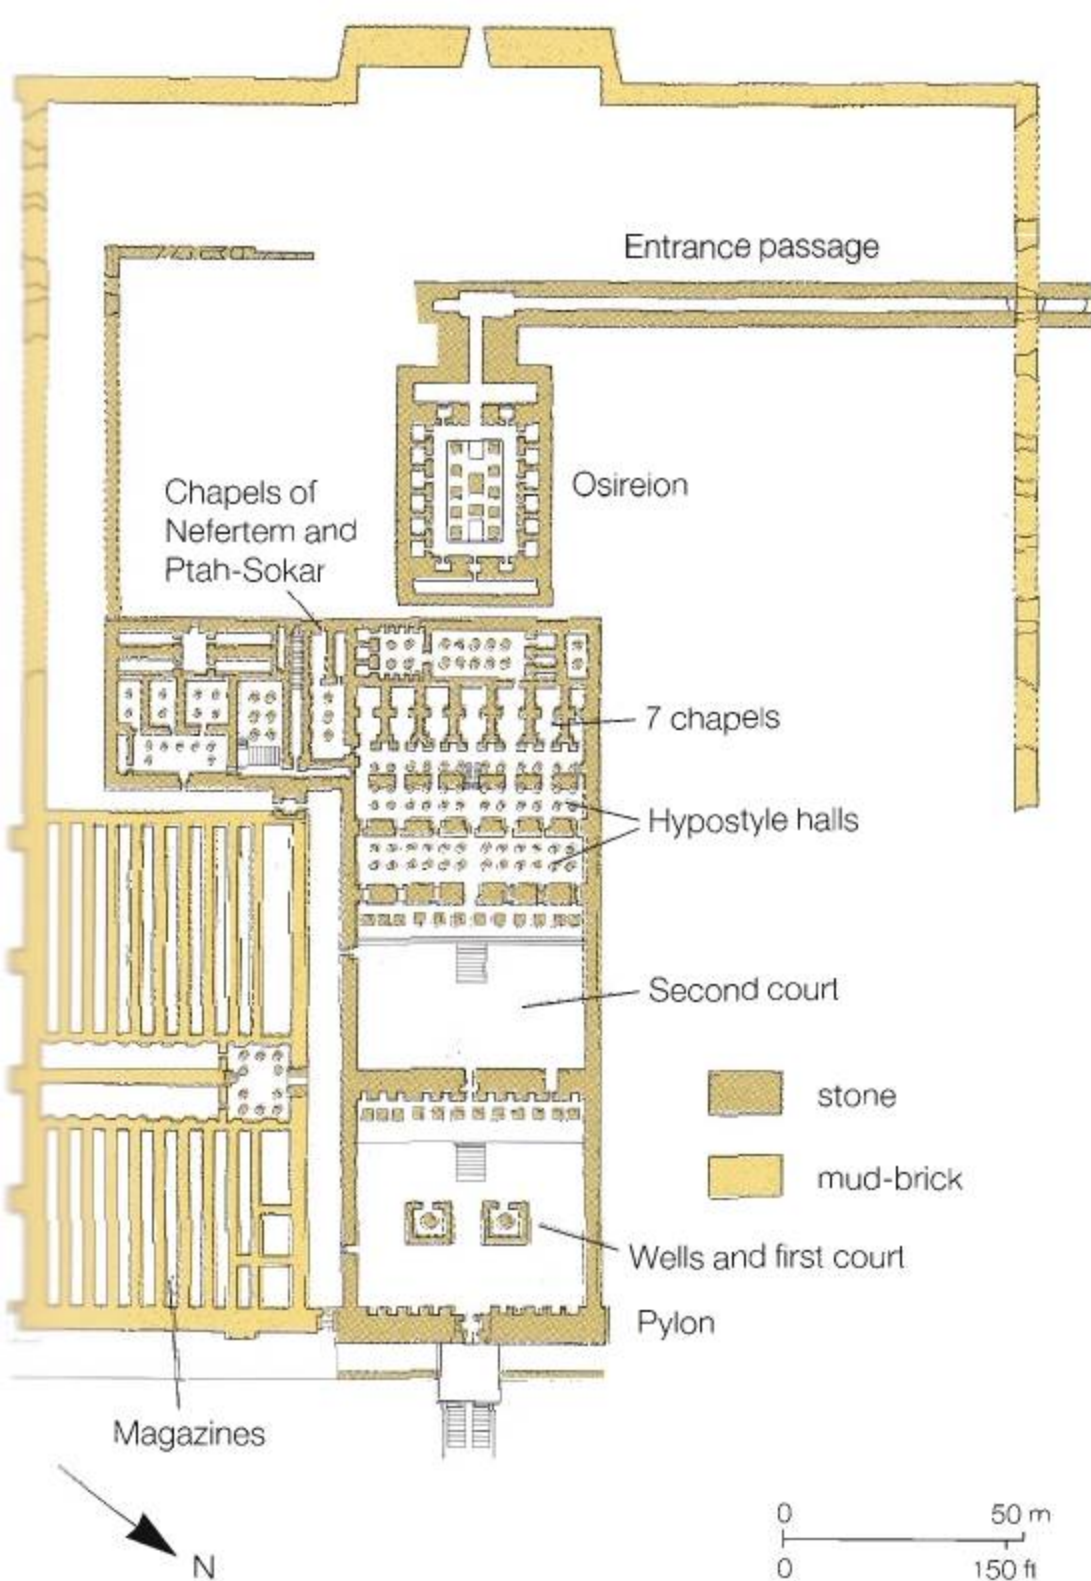 Entrance passage
Osireion
Chapels of
Nefertem and
Ptah-Sokar
7 chapels
Hypostyle halls
Second court
stone
mud-brick
Wells and first court
Pylon
Magazines
N
0 50 m
0 150 ft